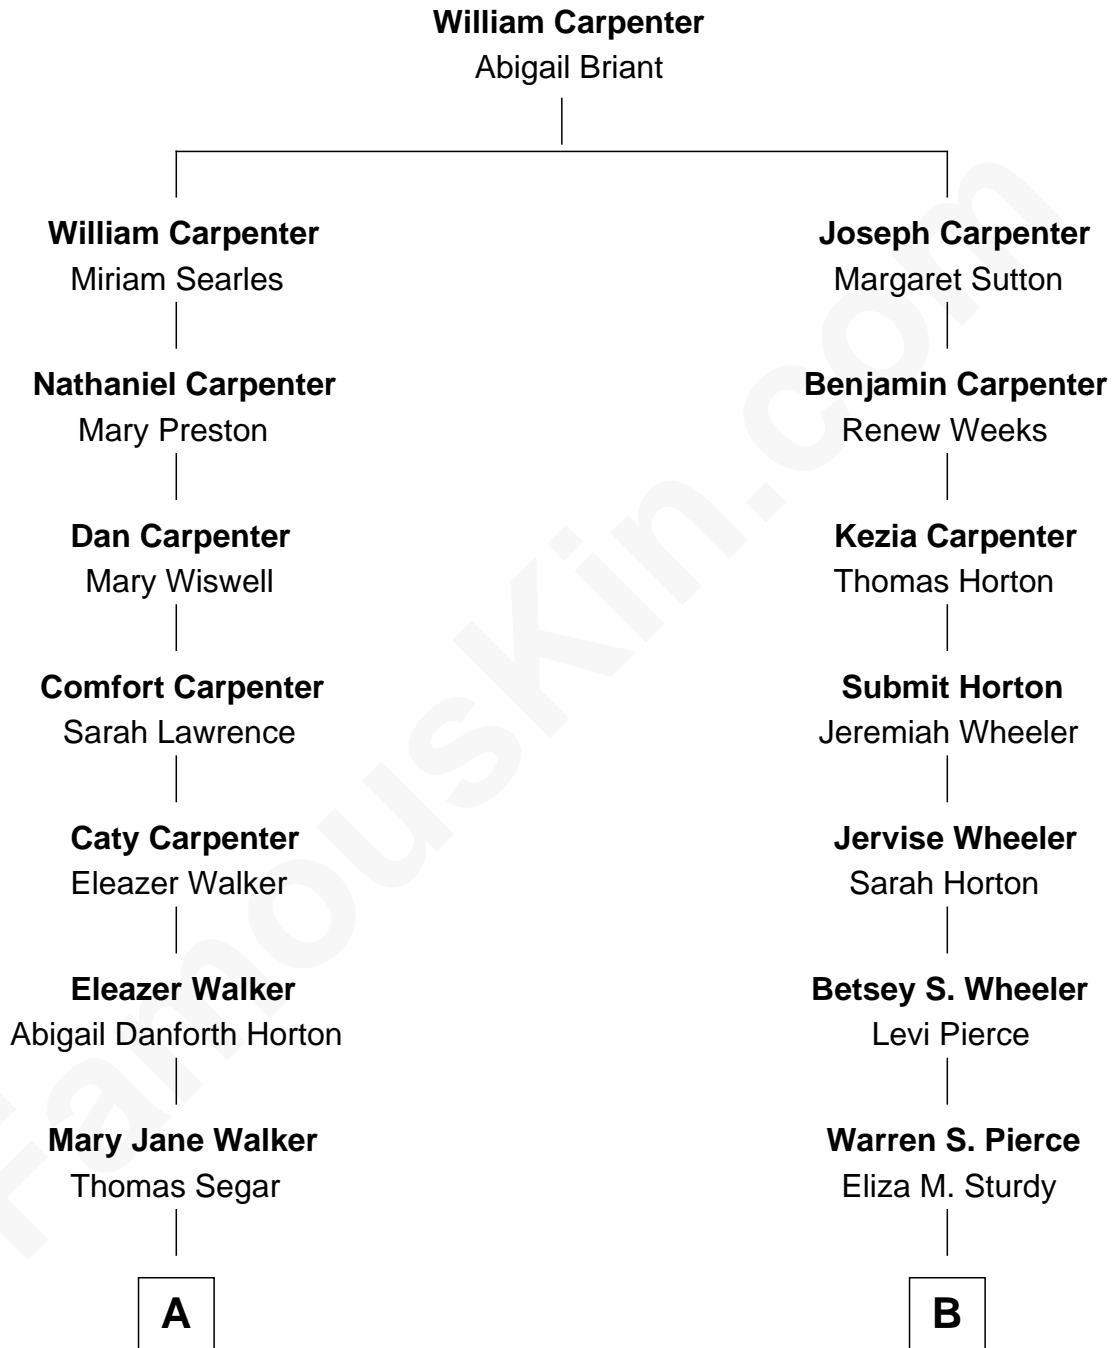 William Carpenter
Abigail Briant
William Carpenter
Miriam Searles
Joseph Carpenter
Margaret Sutton
Nathaniel Carpenter
Mary Preston
Benjamin Carpenter
Renew Weeks
Dan Carpenter
Mary Wiswell
Kezia Carpenter
Thomas Horton
Comfort Carpenter
Sarah Lawrence
Submit Horton
Jeremiah Wheeler
Caty Carpenter
Eleazer Walker
Jervise Wheeler
Sarah Horton
Eleazer Walker
Abigail Danforth Horton
Betsey S. Wheeler
Levi Pierce
Mary Jane Walker
Thomas Segar
Warren S. Pierce
Eliza M. Sturdy
A
B
FamousKin.com